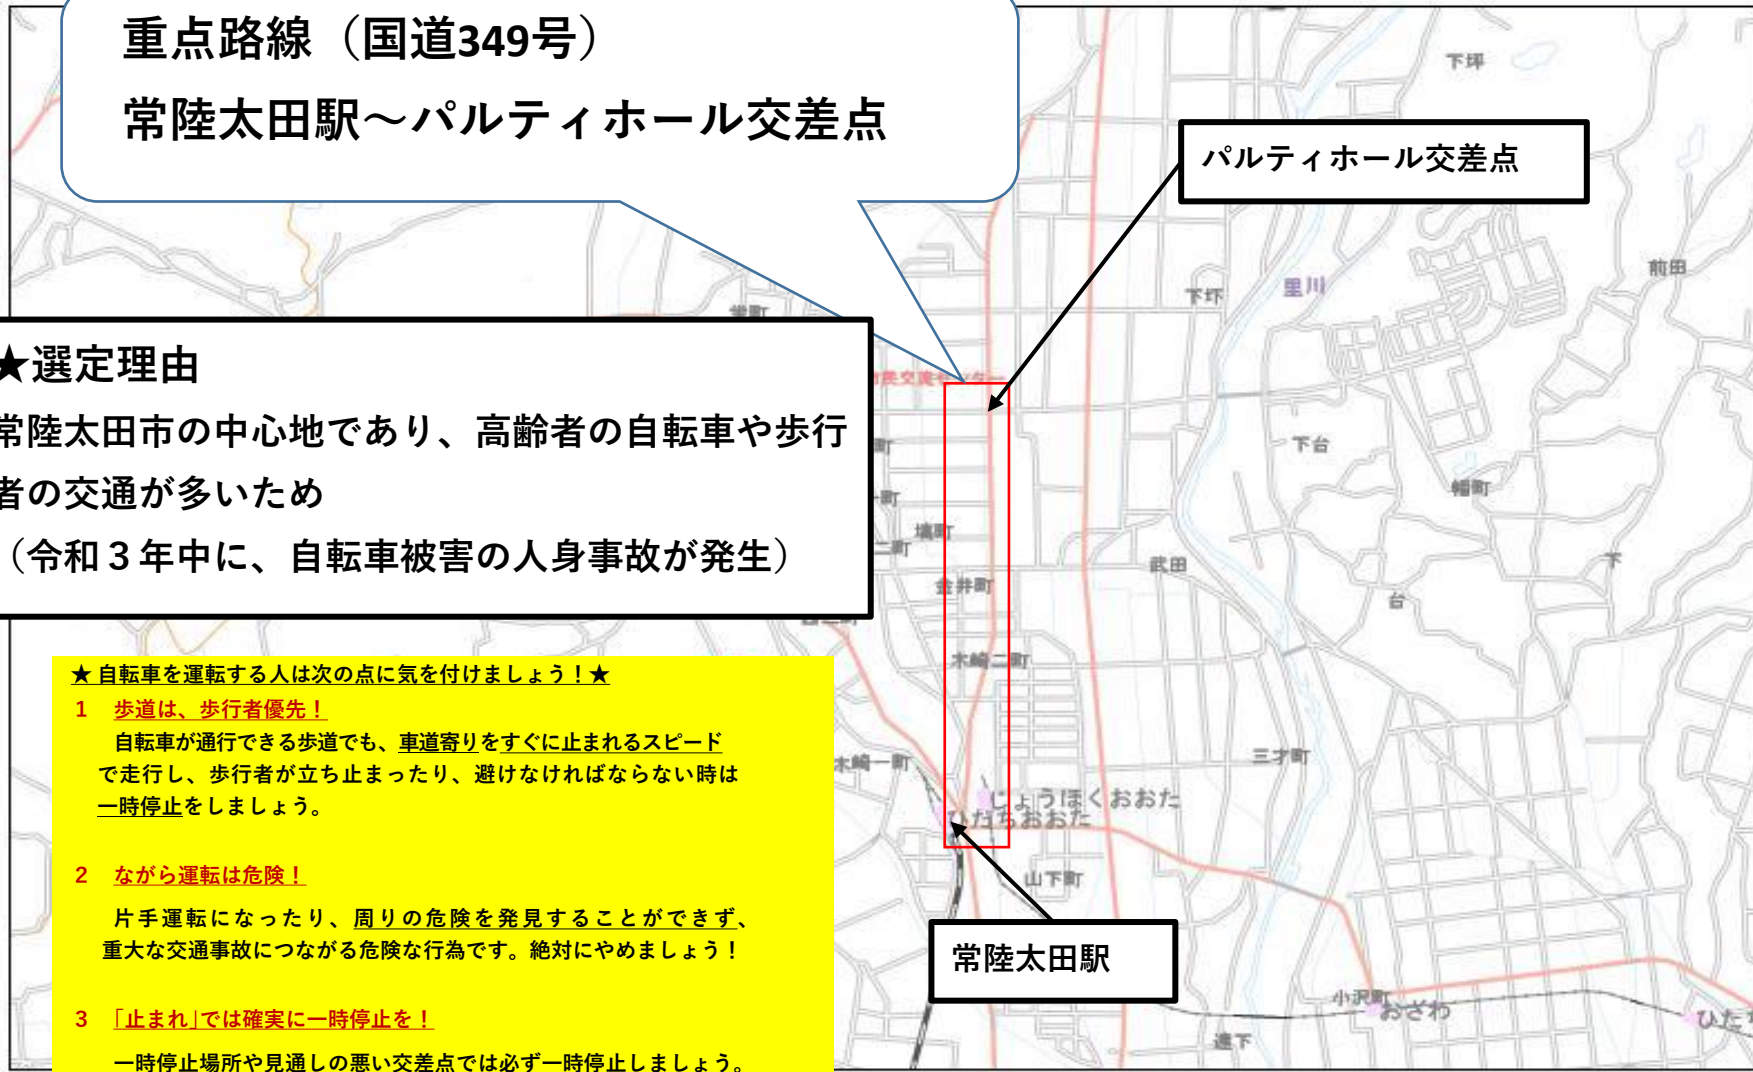 重点路線（国道349号）
常陸太田駅～パルティホール交差点
パルティホール交差点
★選定理由
常陸太田市の中心地であり、高齢者の自転車や歩行
者の交通が多いため
（令和３年中に、自転車被害の人身事故が発生）
★自転車を運転する人は次の点に気を付けましょう！★
1 歩道は、歩行者優先！
自転車が通行できる歩道でも、車道寄りをすぐに止まれるスピード
で走行し、歩行者が立ち止まったり、避けなければならない時は
一時停止をしましょう。
2 ながら運転は危険！
片手運転になったり、周りの危険を発見することができず、
重大な交通事故につながる危険な行為です。絶対にやめましょう！
3 「止まれ」では確実に一時停止を！
一時停止場所や見通しの悪い交差点では必ず一時停止しましょう。
常陸太田駅
下坪
前田
里川
下坏
下台
幡町
塙町
武田
金井町
下
台
木崎二町
三才町
木崎一町
じょうほくおおた
ひたちおおた
山下町
小沢町
おざわ